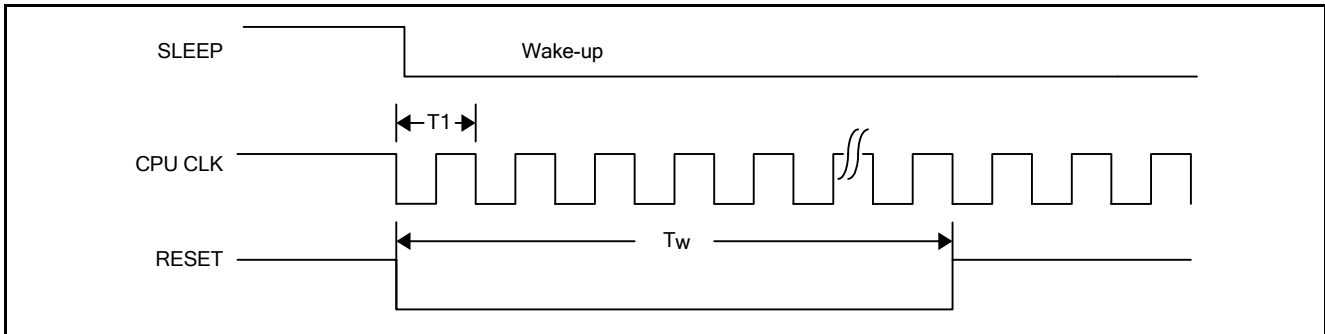 SLEEP
Wake-up
T1
CPU CLK
Tw
RESET